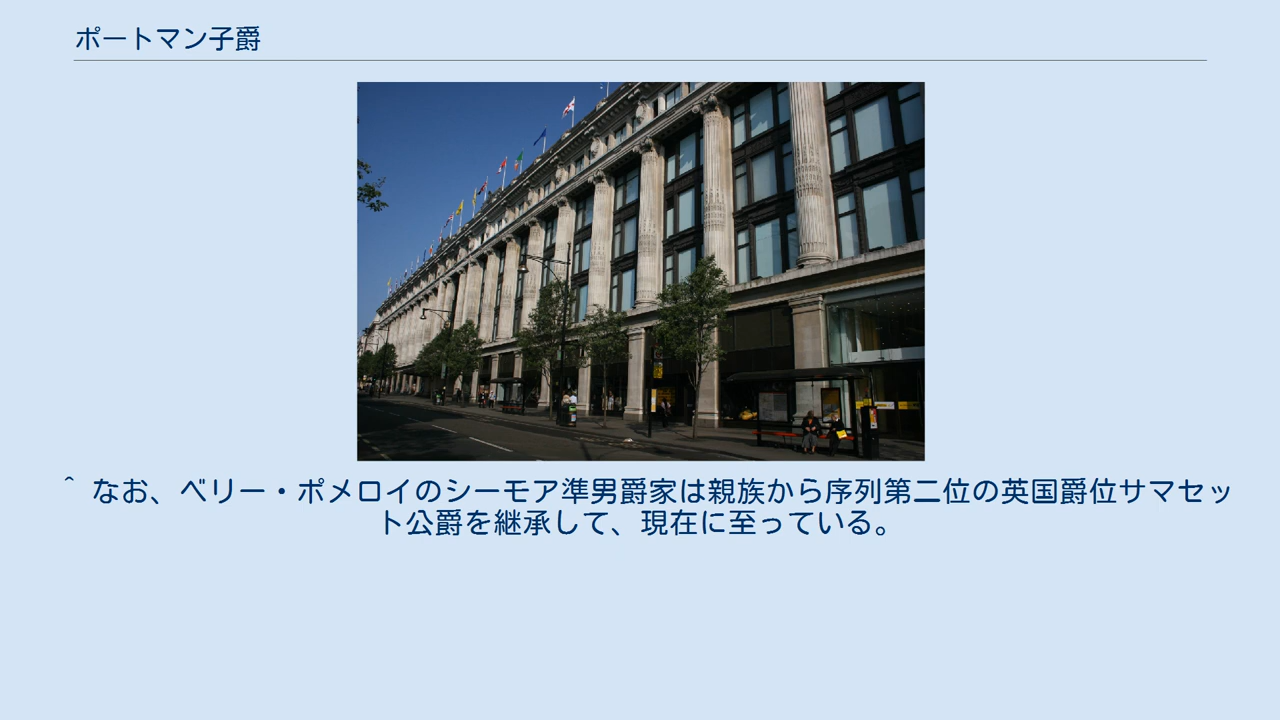 ポートマン子爵
^ なお、ベリー・ポメロイのシーモア準男爵家は親族から序列第二位の英国爵位サマセッ
ト公爵を継承して、現在に至っている。